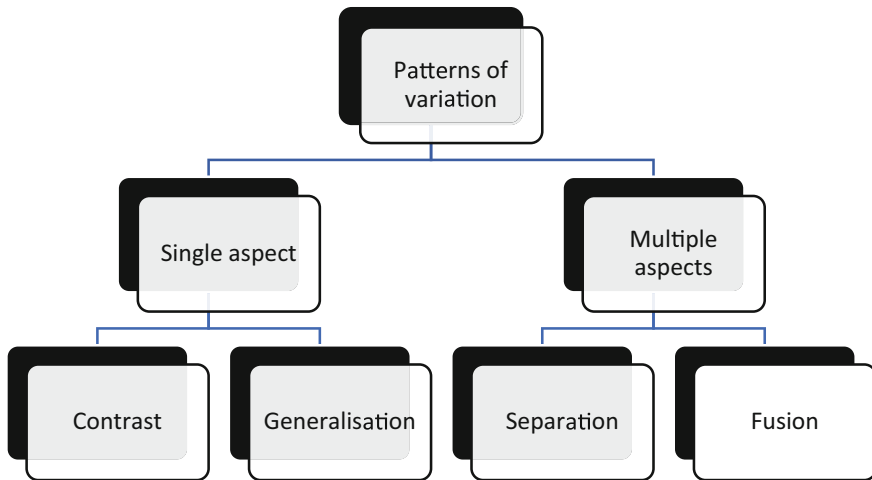 Patterns of
variation
Single aspect
Multiple
aspects
Contrast
Generalisation
Separation
Fusion